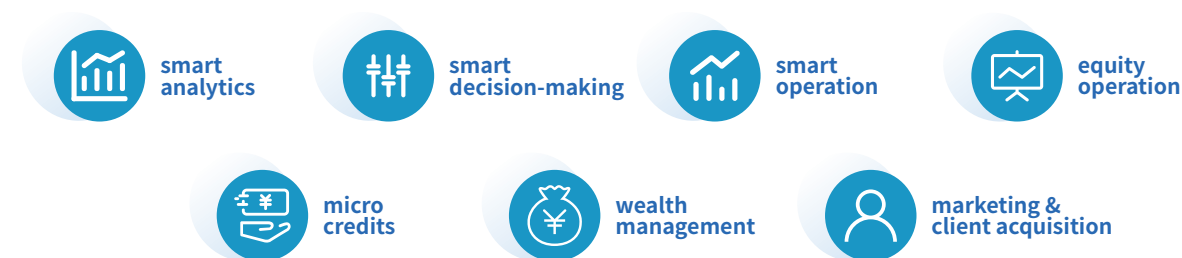 smart
analytics
smart
decision-making
smart
operation
equity
operation
¥
micro
credits
¥
wealth
management
marketing &
client acquisition